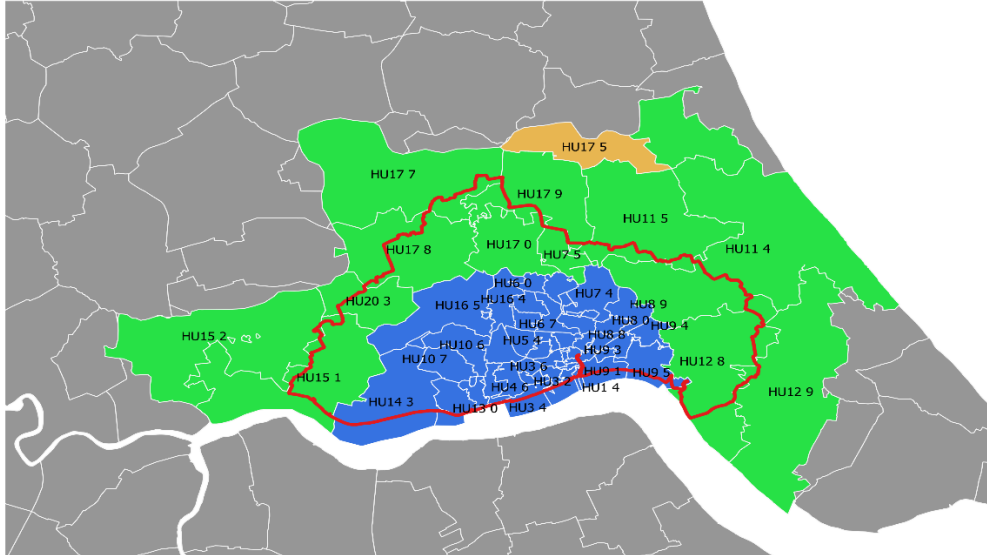 HU17 5
HU17 7
HU17 9
HU11 5
HU17 8
HU17 0
HU11 4
HU7 5
HU6 0
HU20 3
HU16 5
HU16 4
HU7 4
HU8 9
HU15 2
HU6 7
HU8 0
HU9 4
HU10 6
HU5 4
HU8 8
HU10 7
HU9 3
HU12 8
HU15 1
HU3 6
HU9 1
HU9 5
HU14 3
HU4 6
HU3 2
HU1 4
HU12 9
HU13 0
HU3 4